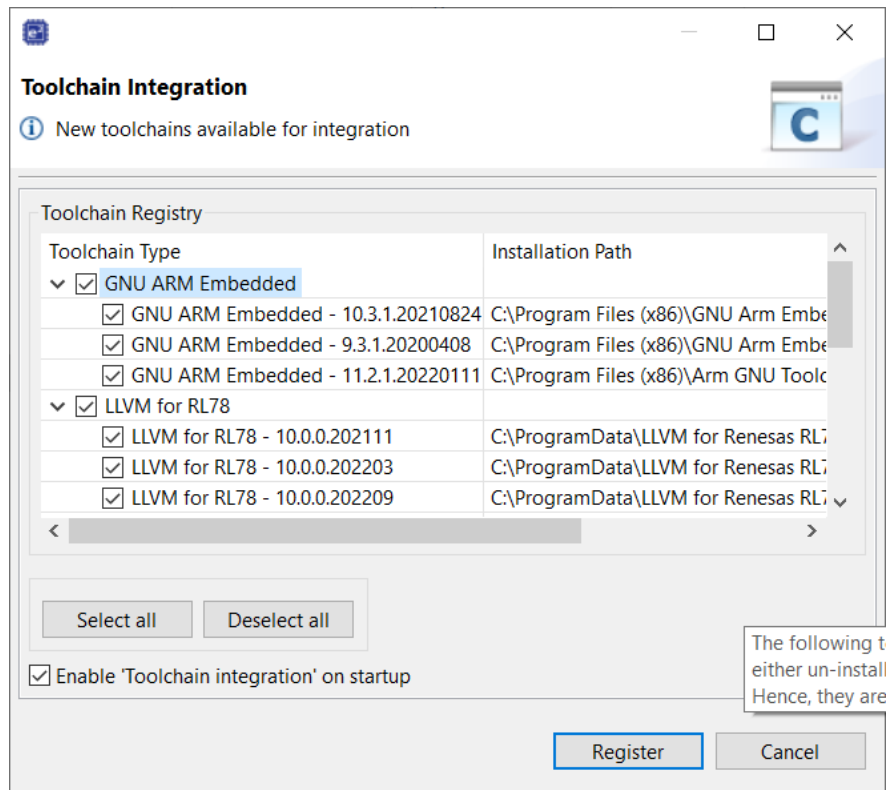 Toolchain Integration
New toolchains available for integration
Toolchain Registry
Toolchain Type Installation Path
GNU ARM Embedded
GNU ARM Embedded - 10.3.1.20210824 C:\Program Files (x86)\GNU Arm Embe
GNU ARM Embedded - 9.3.1.20200408 C:\Program Files (x86)\GNU Arm Embe
GNU ARM Embedded - 11.2.1.20220111 C:\Program Files (x86)\Arm GNU Toolc
LLVM for RL78
LLVM for RL78 - 10.0.0.202111 C:\ProgramData\LLVM for Renesas RL7
LLVM for RL78 - 10.0.0.202203 C:\ProgramData\LLVM for Renesas RL7
LLVM for RL78 - 10.0.0.202209 C:\ProgramData\LLVM for Renesas RL7
Select all Deselect all
The following t
Enable 'Toolchain integration' on startup either un-install
Hence, they are
Register Cancel